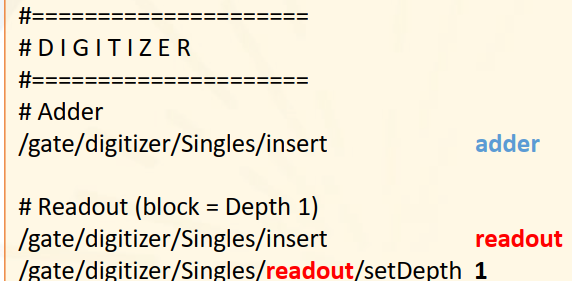 #=====================
# D I G I T I Z E R
#=====================
# Adder
/gate/digitizer/Singles/insert adder
# Readout (block = Depth 1)
/gate/digitizer/Singles/insert readout
/gate/digitizer/Singles/readout/setDepth 1